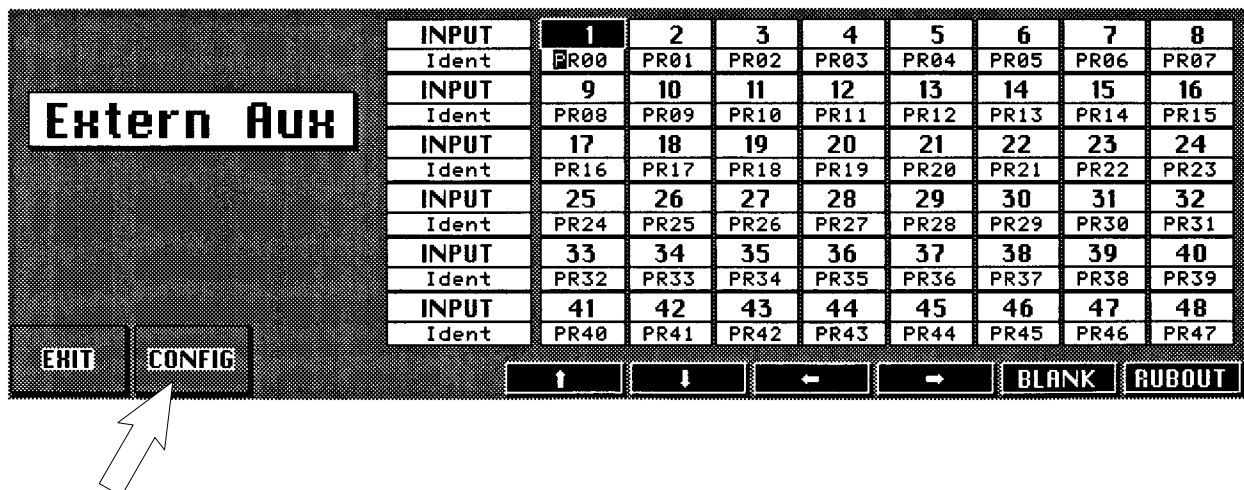 INPUT 1 2 3 4 5 6 7 8
Ident PR00 PR01 PR02 PR03 PR04 PR05 PR06 PR07
INPUT 9 10 11 12 13 14 15 16
Extern Aux
Ident PR08 PR09 PR10 PR11 PR12 PR13 PR14 PR15
INPUT 17 18 19 20 21 22 23 24
Ident PR16 PR17 PR18 PR19 PR20 PR21 PR22 PR23
INPUT 25 26 27 28 29 30 31 32
Ident PR24 PR25 PR26 PR27 PR28 PR29 PR30 PR31
INPUT 33 34 35 36 37 38 39 40
Ident PR32 PR33 PR34 PR35 PR36 PR37 PR38 PR39
INPUT 41 42 43 44 45 46 47 48
Ident PR40 PR41 PR42 PR43 PR44 PR45 PR46 PR47
EXIT CONFIG
↑ ↓ ← → BLANK RUBOUT